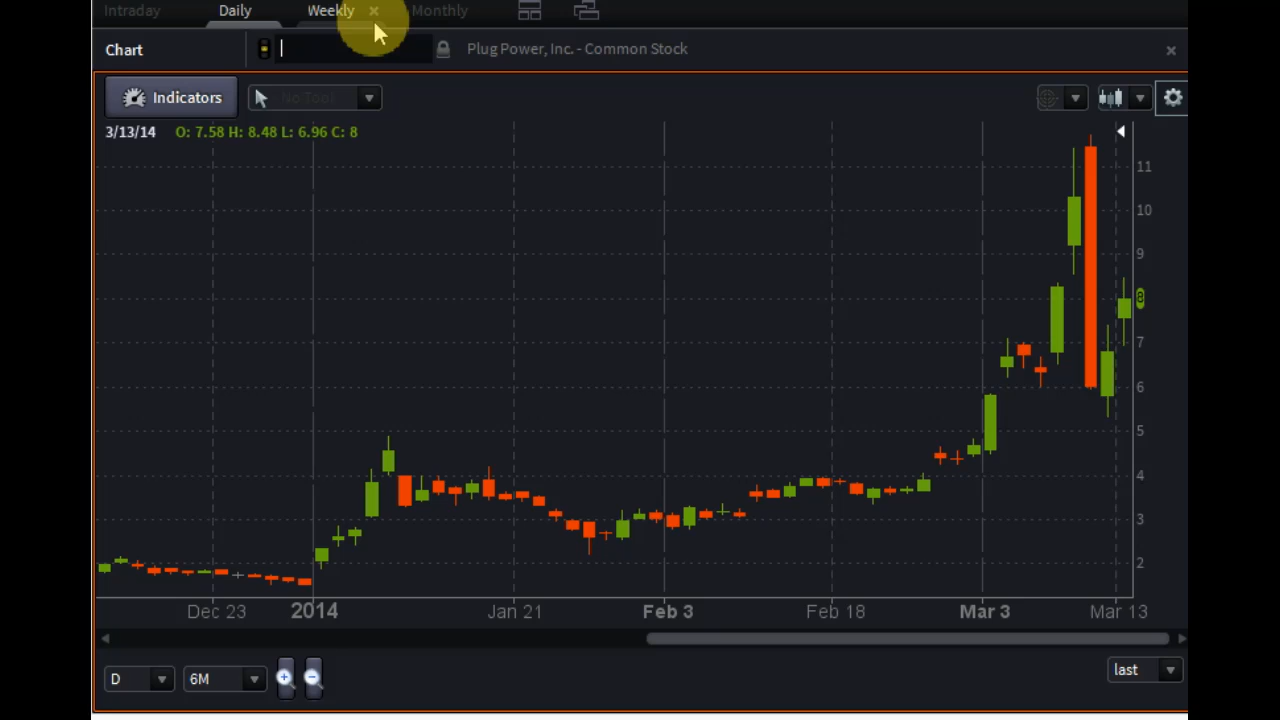 Intraday Daily Weekly × Monthly
Chart Plug Power, Inc. - Common Stock ×
Indicators No Tool
3/13/14 O: 7.58 H: 8.48 L: 6.96 C: 8
11
10
9
8
7
6
5
4
3
2
Dec 23 2014 Jan 21 Feb 3 Feb 18 Mar 3 Mar 13
D 6M last